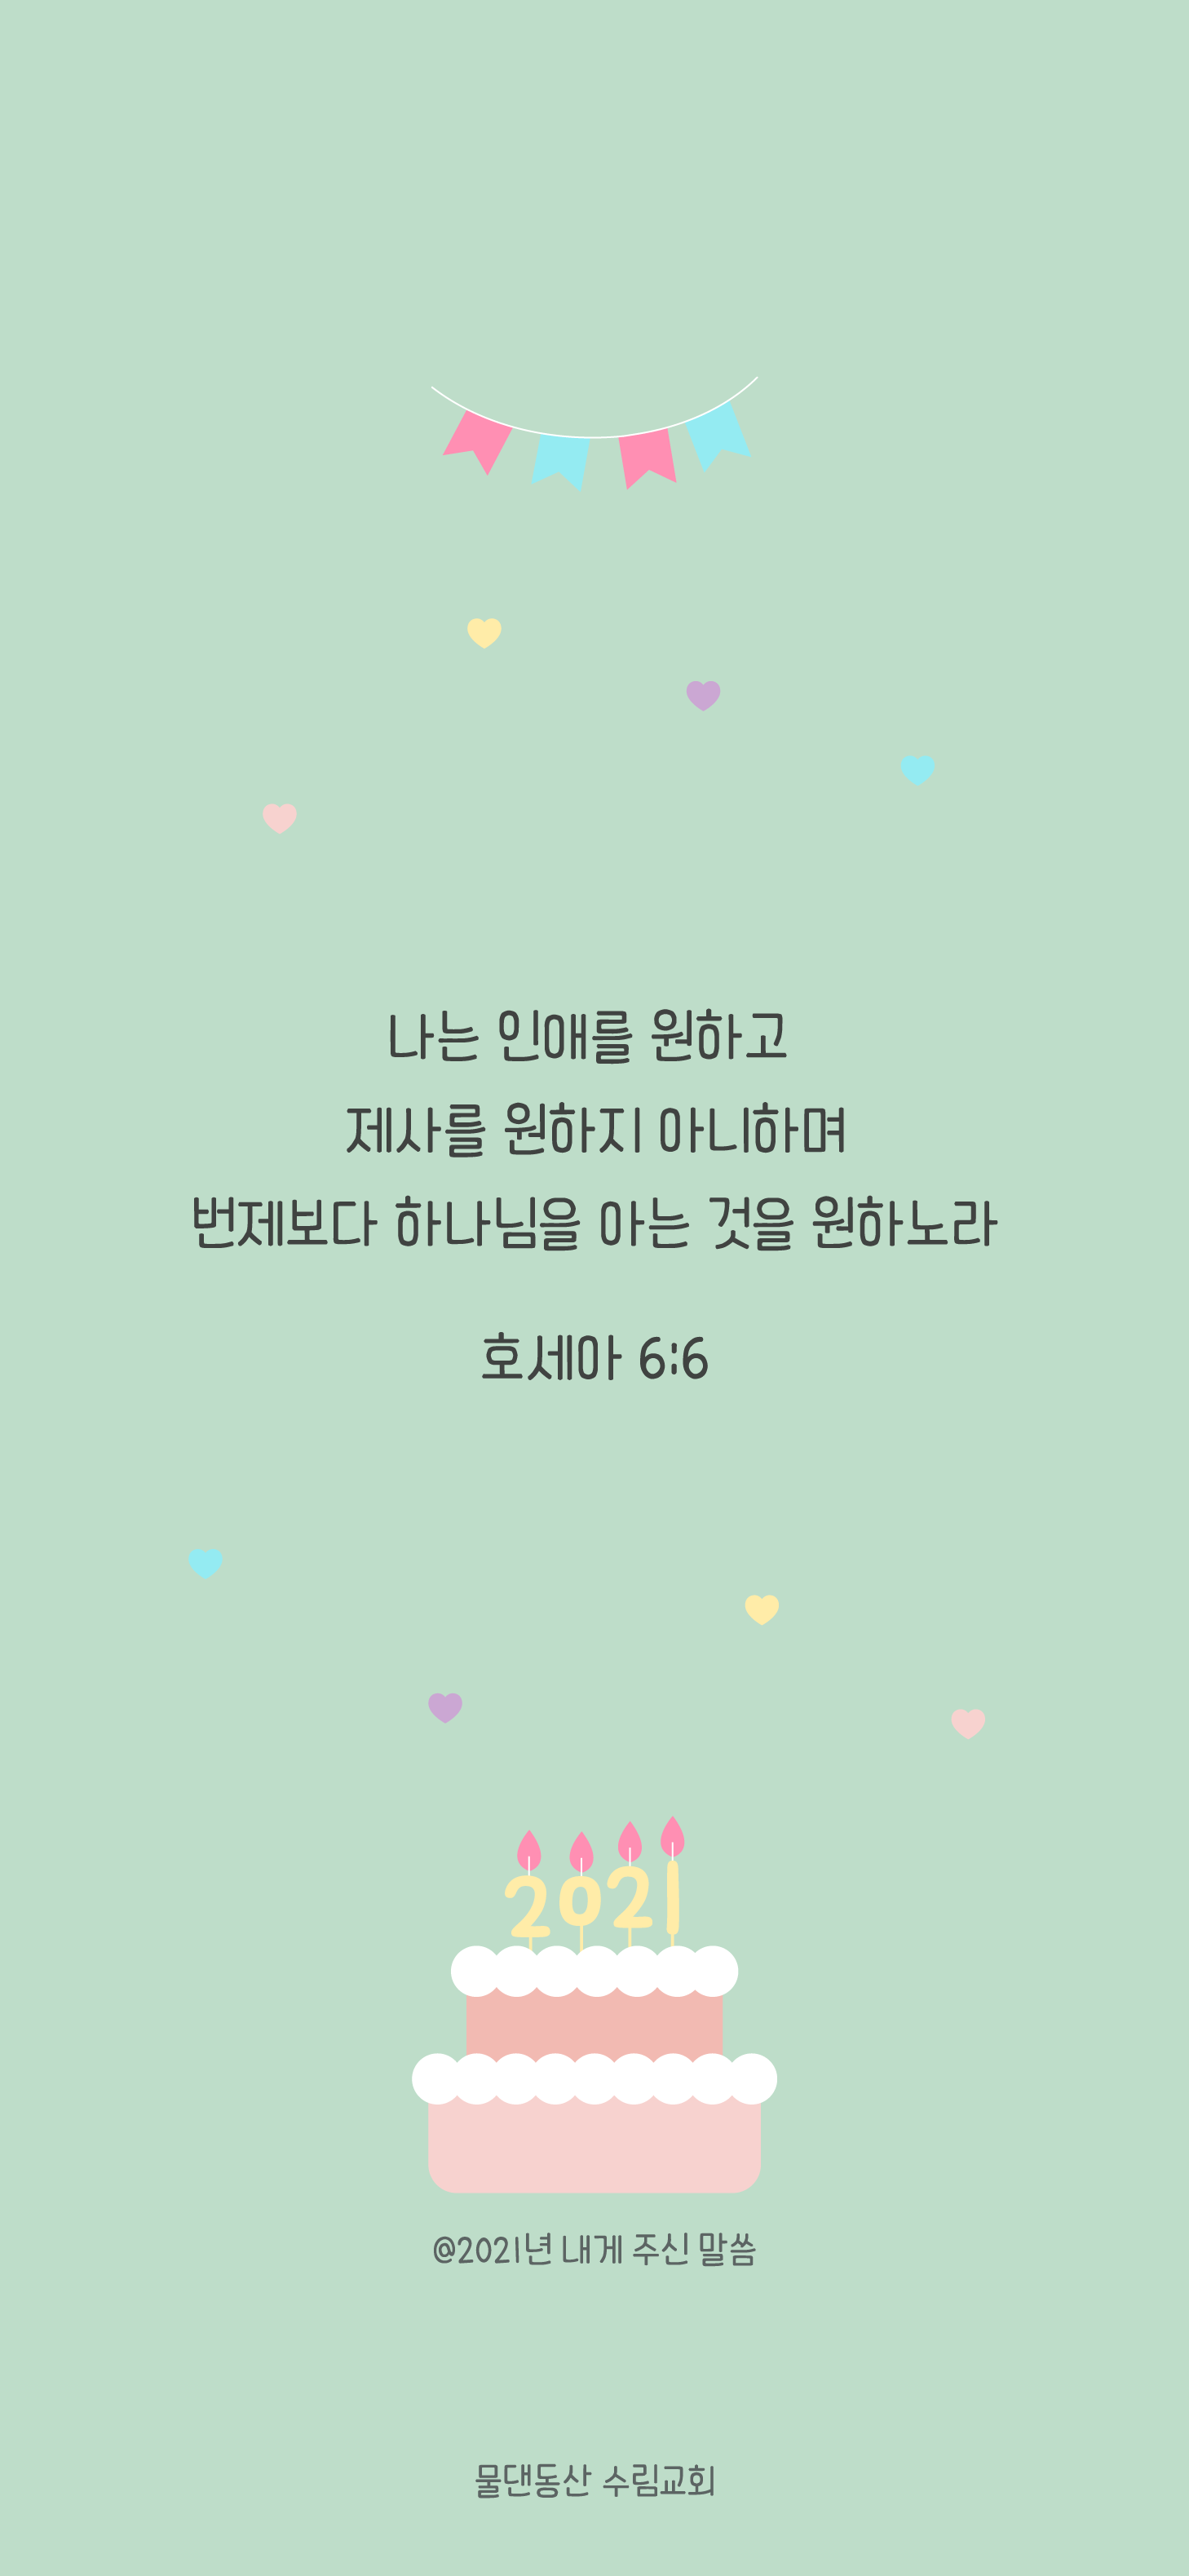 나는 인애를 원하고
제사를 원하지 아니하며
번제보다 하나님을 아는 것을 원하노라
호세아 6:6
2021
@2021년 내게 주신 말씀
물댄동산 수림교회